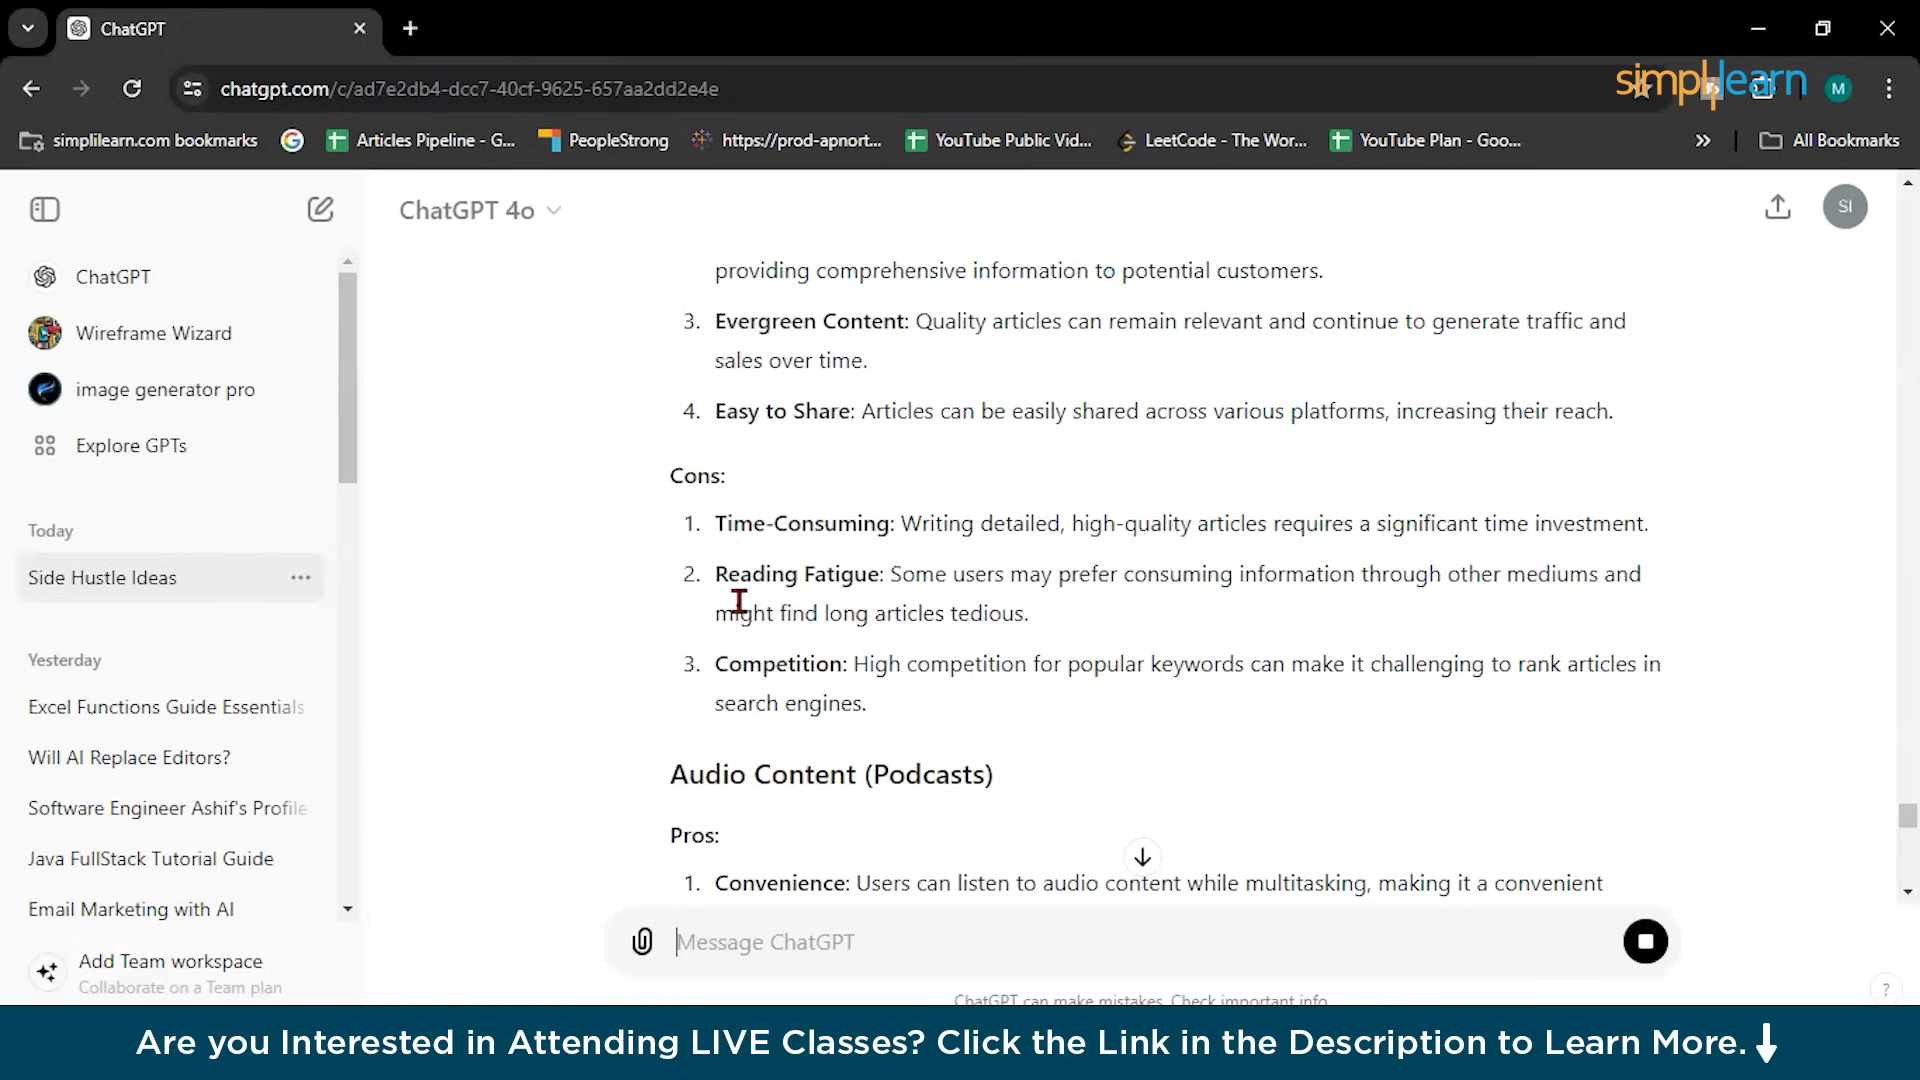 ChatGPT
chatgpt.com/c/ad7e2db4-dcc7-40cf-9625-657aa2dd2e4e
simplilearn
M
simplilearn.com bookmarks
Articles Pipeline - G...
PeopleStrong
https://prod-apnort...
YouTube Public Vid...
LeetCode - The Wor...
YouTube Plan - Goo...
All Bookmarks
ChatGPT 4o
SI
ChatGPT
Wireframe Wizard
image generator pro
Explore GPTs
Today
Side Hustle Ideas
Yesterday
Excel Functions Guide Essentials
Will AI Replace Editors?
Software Engineer Ashif's Profile
Java FullStack Tutorial Guide
Email Marketing with AI
Add Team workspace
Collaborate on a Team plan
providing comprehensive information to potential customers.
3. Evergreen Content: Quality articles can remain relevant and continue to generate traffic and
sales over time.
4. Easy to Share: Articles can be easily shared across various platforms, increasing their reach.
Cons:
1. Time-Consuming: Writing detailed, high-quality articles requires a significant time investment.
2. Reading Fatigue: Some users may prefer consuming information through other mediums and
might find long articles tedious.
3. Competition: High competition for popular keywords can make it challenging to rank articles in
search engines.
Audio Content (Podcasts)
Pros:
1. Convenience: Users can listen to audio content while multitasking, making it a convenient
Message ChatGPT
ChatGPT can make mistakes. Check important info.
?
Are you Interested in Attending LIVE Classes? Click the Link in the Description to Learn More.